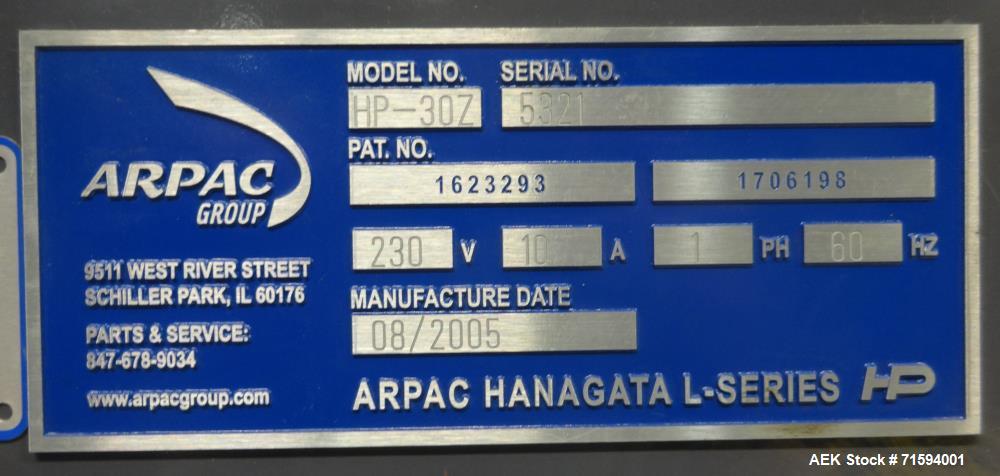 ARPAC
GROUP
9511 WEST RIVER STREET
SCHILLER PARK, IL 60176
PARTS & SERVICE:
847-678-9034
www.arpacgroup.com
MODEL NO. SERIAL NO.
HP-30Z 5321
PAT. NO.
1623293 1706198
230 V 10 A 1 PH 60 HZ
MANUFACTURE DATE
08/2005
ARPAC HANAGATA L-SERIES HP
AEK Stock # 71594001